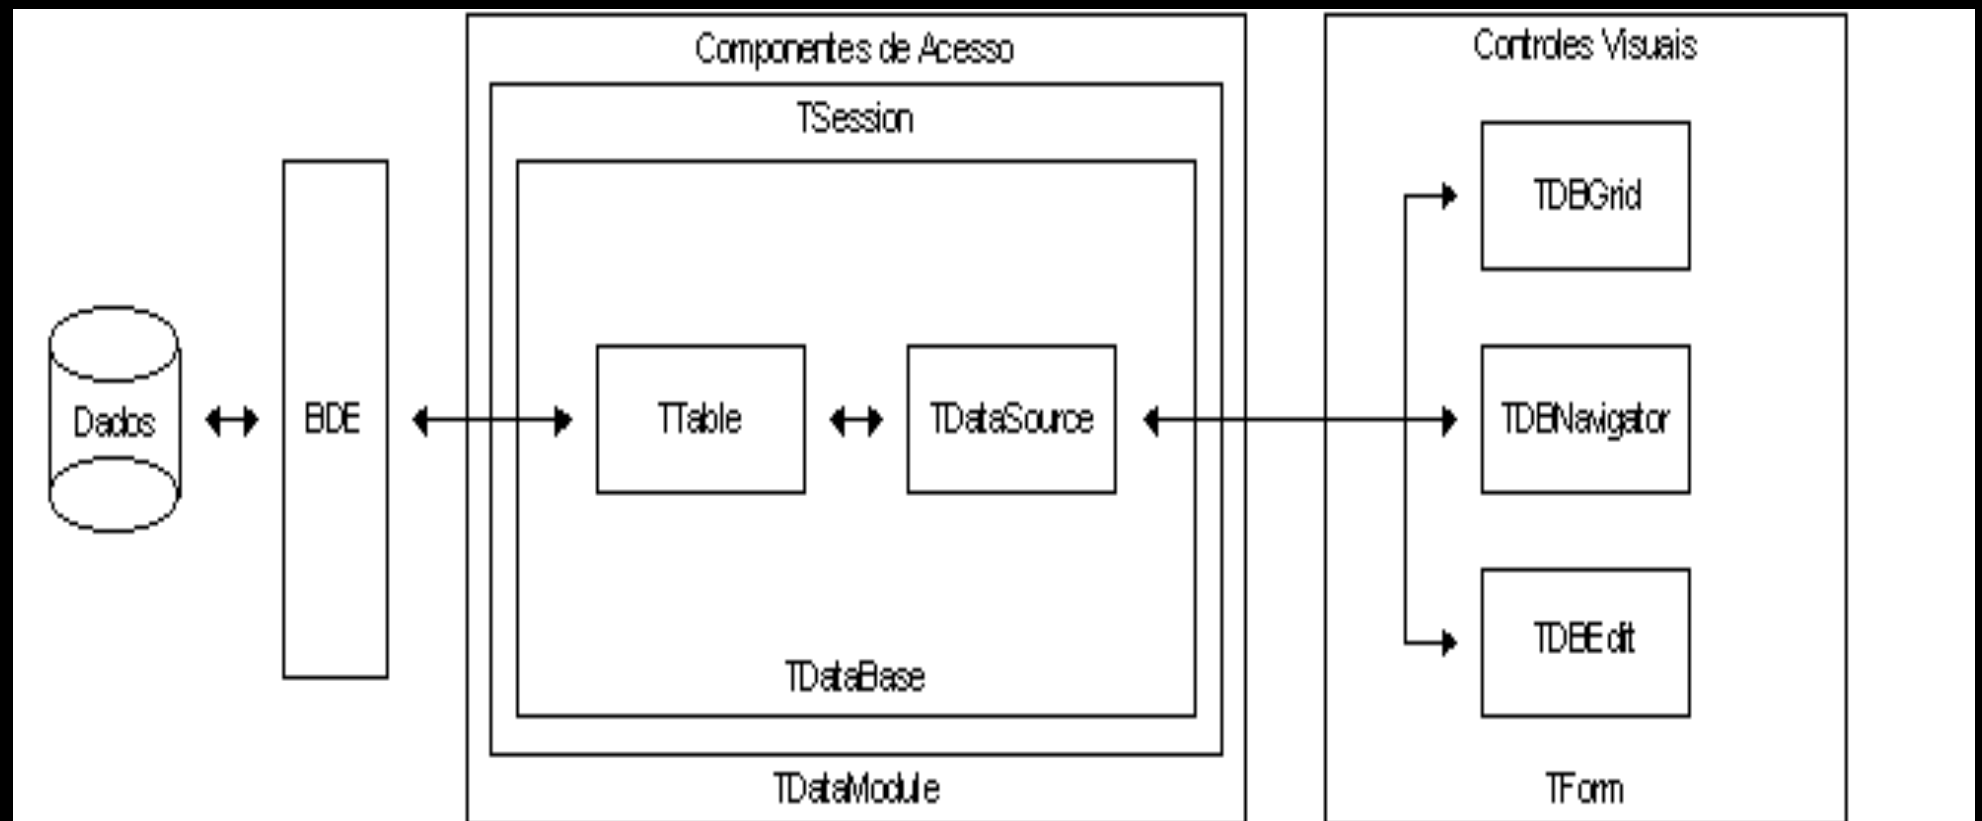 Componentes de Acesso
Controles Visuais
TSession
TDBGrid
Dados
BDE
TTable
TDataSource
TDBNavigator
TDBEdit
TDataBase
TDataModule
TForm